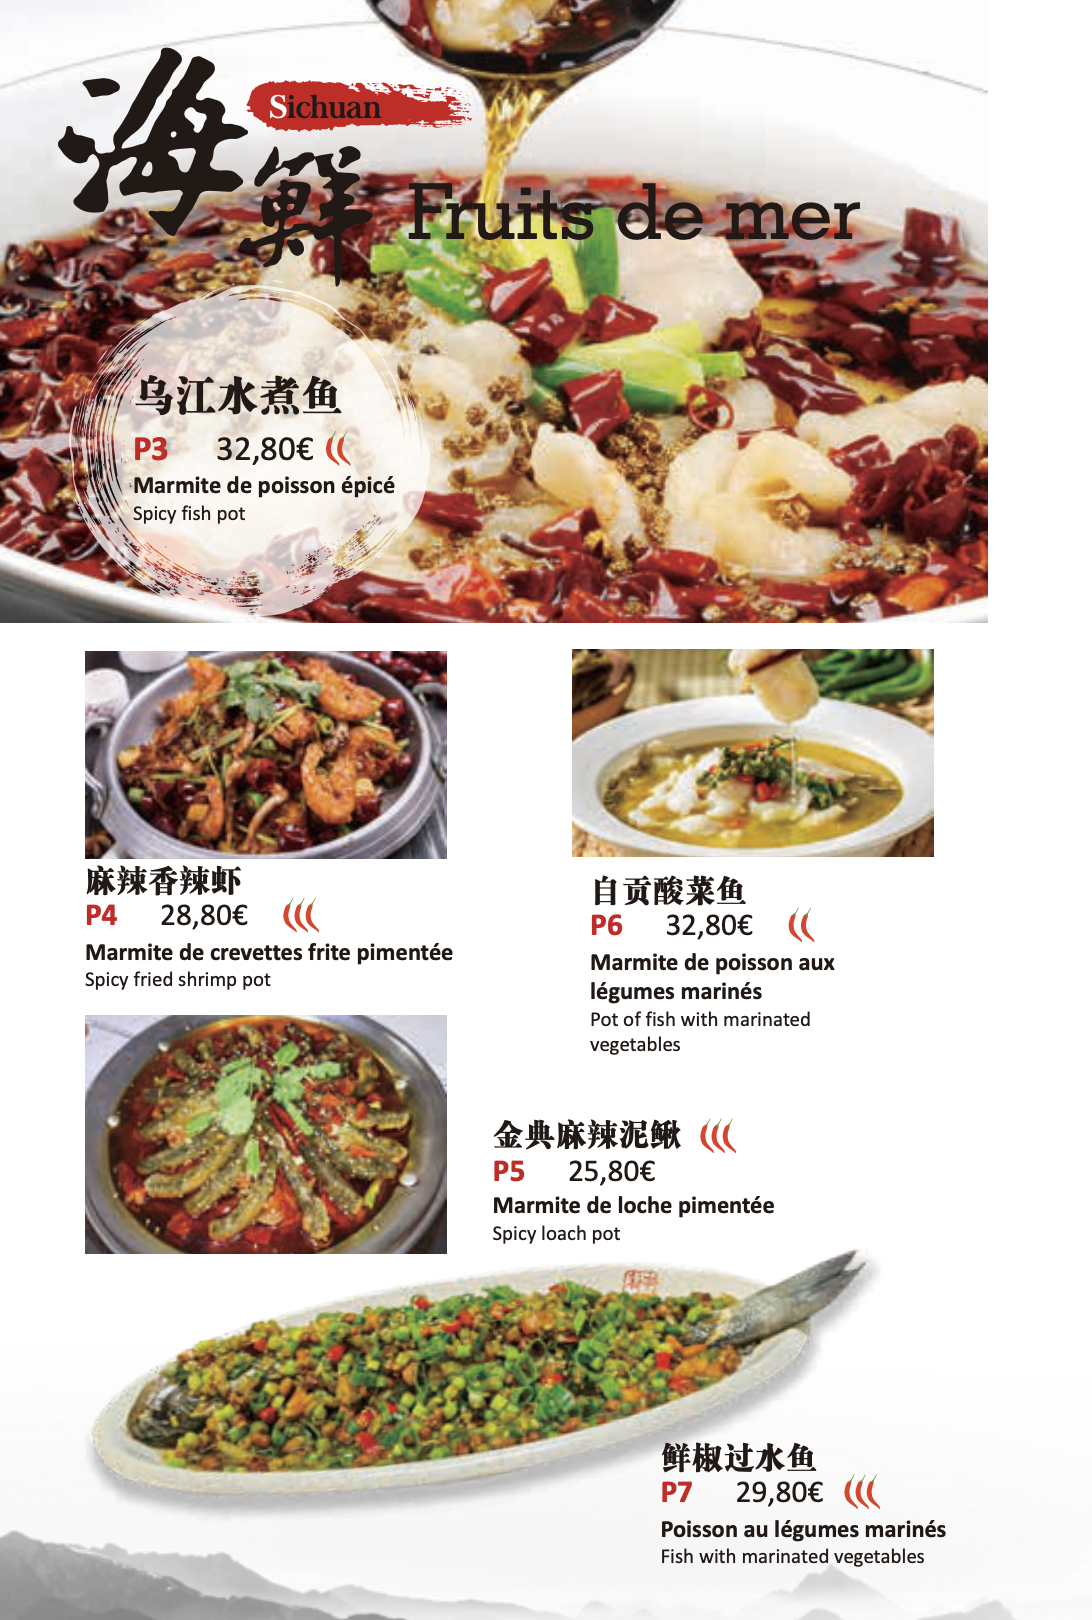 海鲜
Sichuan
Fruits de mer
乌江水煮鱼
P3 32,80€
Marmite de poisson épicé
Spicy fish pot
麻辣香辣虾
P4 28,80€
Marmite de crevettes frite pimentée
Spicy fried shrimp pot
自贡酸菜鱼
P6 32,80€
Marmite de poisson aux
légumes marinés
Pot of fish with marinated
vegetables
金典麻辣泥鳅
P5 25,80€
Marmite de loche pimentée
Spicy loach pot
鲜椒过水鱼
P7 29,80€
Poisson au légumes marinés
Fish with marinated vegetables